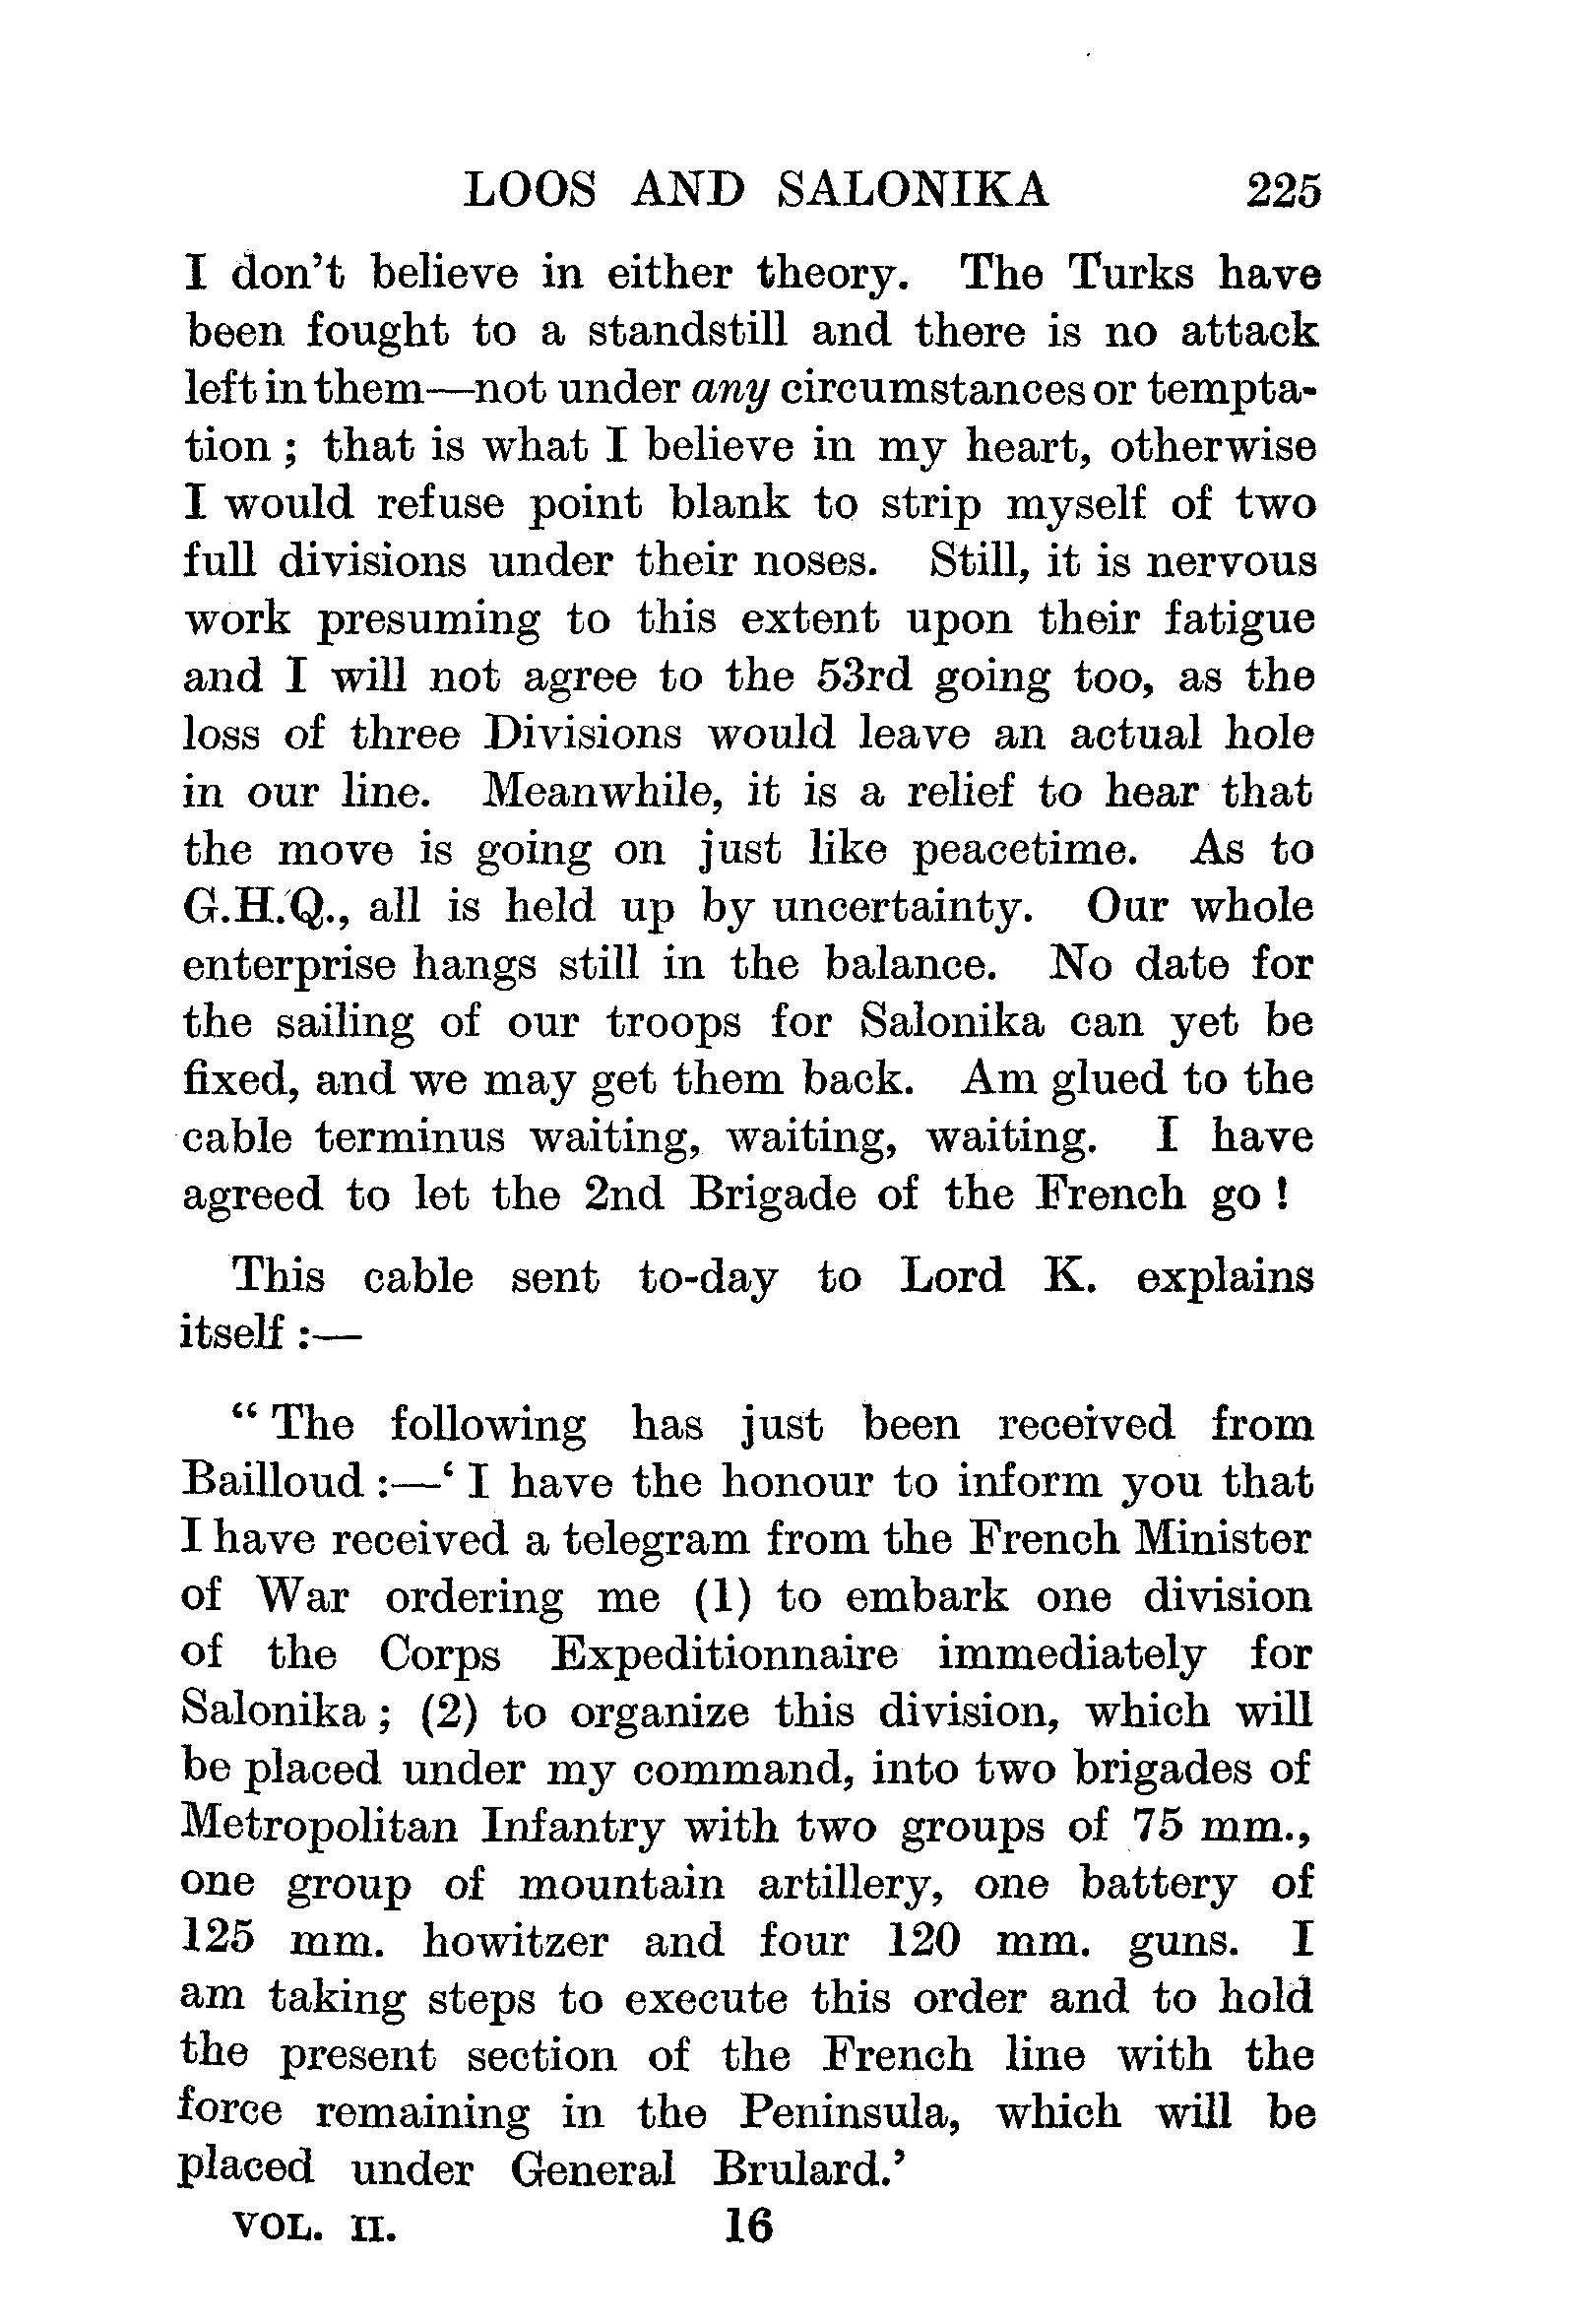 LOOS AND SALONIKA 225
I don't believe in either theory. The Turks have
been fought to a standstill and there is no attack
left in them—not under any circumstances or tempta-
tion ; that is what I believe in my heart, otherwise
I would refuse point blank to strip myself of two
full divisions under their noses. Still, it is nervous
work presuming to this extent upon their fatigue
and I will not agree to the 53rd going too, as the
loss of three Divisions would leave an actual hole
in our line. Meanwhile, it is a relief to hear that
the move is going on just like peacetime. As to
G.H.Q., all is held up by uncertainty. Our whole
enterprise hangs still in the balance. No date for
the sailing of our troops for Salonika can yet be
fixed, and we may get them back. Am glued to the
cable terminus waiting, waiting, waiting. I have
agreed to let the 2nd Brigade of the French go !
This cable sent to-day to Lord K. explains
itself :—
“ The following has just been received from
Bailloud :—‘ I have the honour to inform you that
I have received a telegram from the French Minister
of War ordering me (1) to embark one division
of the Corps Expeditionnaire immediately for
Salonika ; (2) to organize this division, which will
be placed under my command, into two brigades of
Metropolitan Infantry with two groups of 75 mm.,
one group of mountain artillery, one battery of
125 mm. howitzer and four 120 mm. guns. I
am taking steps to execute this order and to hold
the present section of the French line with the
force remaining in the Peninsula, which will be
placed under General Brulard.’
VOL. II. 16